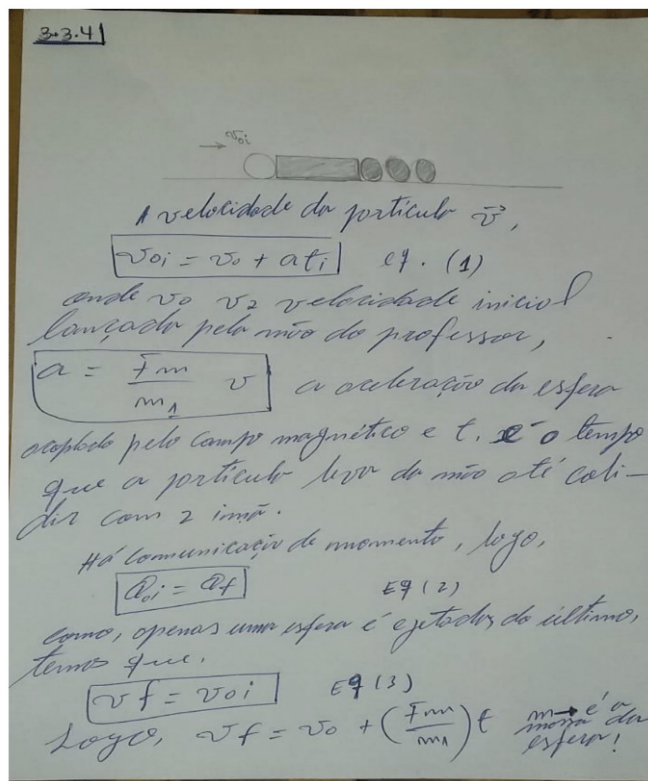 3.3.4
v0i
A velocidade da partícula v⃗,
v0i = v0 + ati eq. (1)
onde v0 velocidade inicial
lançada pela mão do professor,
a = Fm/m1 v a aceleração da esfera
acoplada pelo campo magnético e t, é o tempo
que a partícula leva da mão até coli-
dir com 2 imã.
Há comunicação de momento, logo,
Q0i = Qf Eq (2)
como, apenas uma esfera é ejetada, do último,
temos que,
vf = v0i Eq (3)
Logo, vf = v0 + (Fm/m1) t m → é a massa da
esfera!